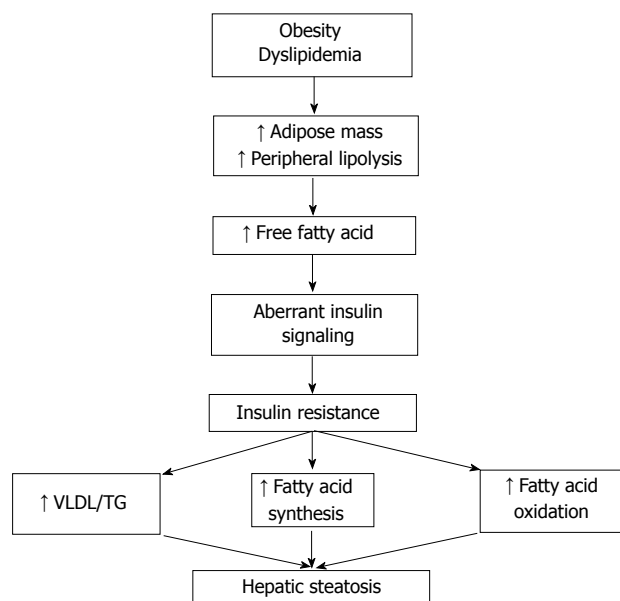 Obesity
Dyslipidemia
↑ Adipose mass
↑ Peripheral lipolysis
↑ Free fatty acid
Aberrant insulin
signaling
Insulin resistance
↑ VLDL/TG
↑ Fatty acid
synthesis
↑ Fatty acid
oxidation
Hepatic steatosis